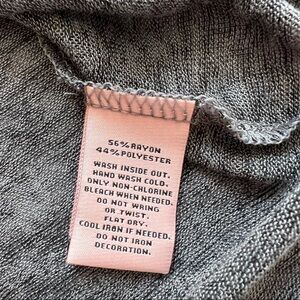 56% RAYON
44% POLYESTER
WASH INSIDE OUT.
HAND WASH COLD.
ONLY NON-CHLORINE
BLEACH WHEN NEEDED.
DO NOT WRING
OR TWIST.
FLAT DRY.
COOL IRON IF NEEDED.
DO NOT IRON
DECORATION.